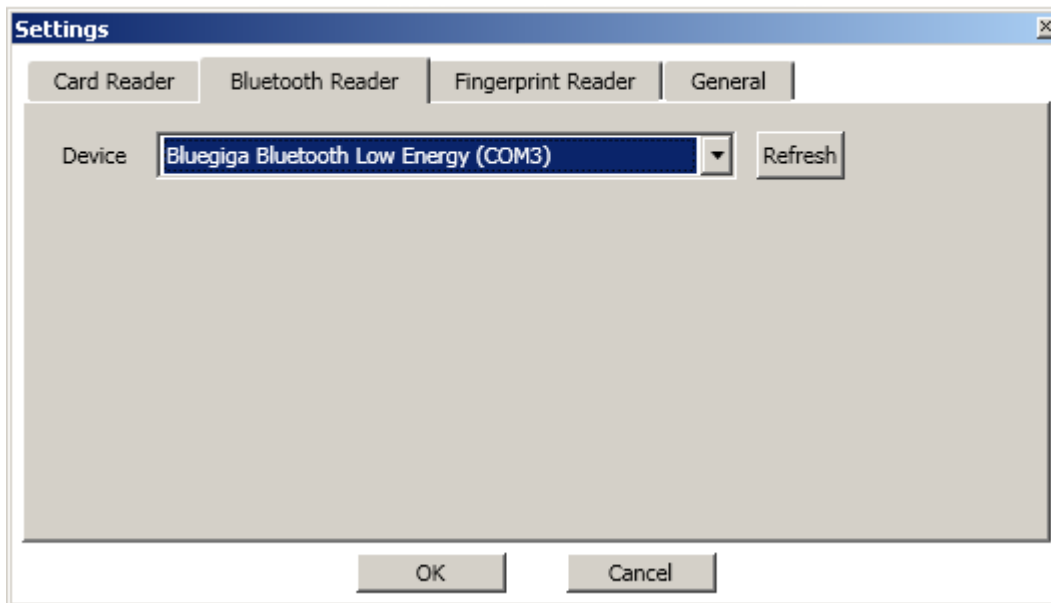 Settings
Card Reader Bluetooth Reader Fingerprint Reader General
Device Bluegiga Bluetooth Low Energy (COM3) Refresh
OK Cancel